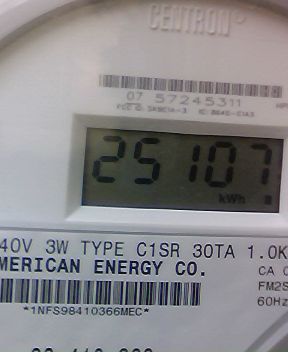 CENTRON®
07 57245311
25107
kWh
40V 3W TYPE C1SR 30TA 1.0K
MERICAN ENERGY CO.
CA
FM2S
60Hz
*1NFS98410366MEC*